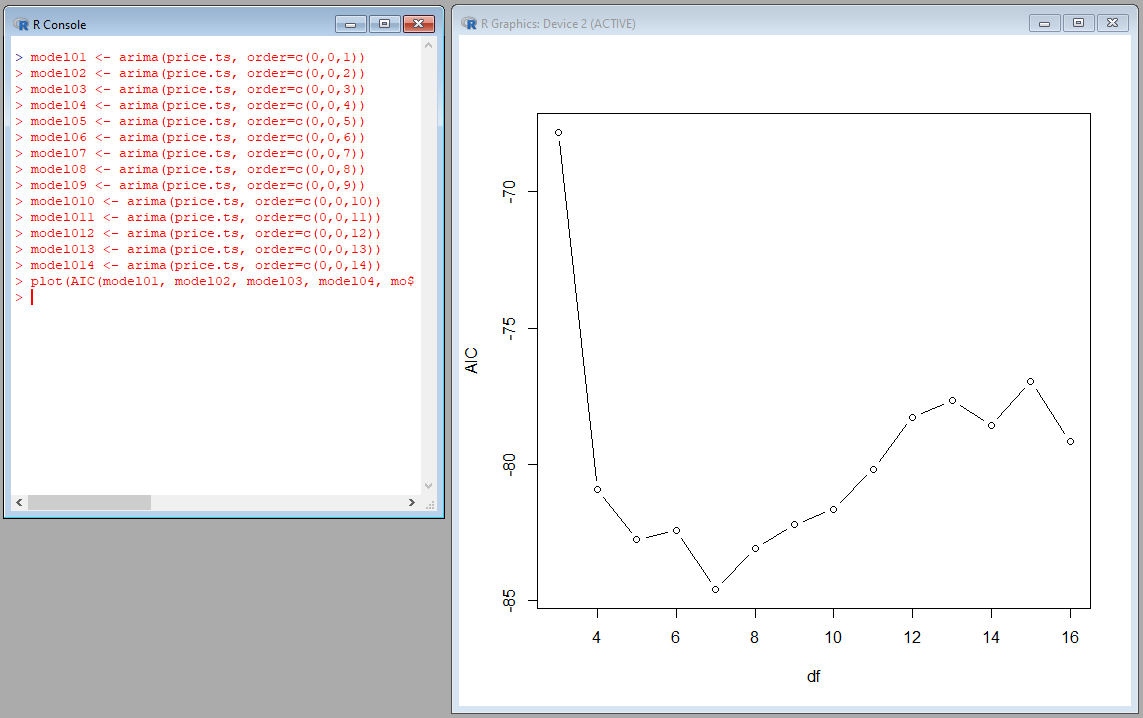 R Console
> model01 <- arima(price.ts, order=c(0,0,1))
> model02 <- arima(price.ts, order=c(0,0,2))
> model03 <- arima(price.ts, order=c(0,0,3))
> model04 <- arima(price.ts, order=c(0,0,4))
> model05 <- arima(price.ts, order=c(0,0,5))
> model06 <- arima(price.ts, order=c(0,0,6))
> model07 <- arima(price.ts, order=c(0,0,7))
> model08 <- arima(price.ts, order=c(0,0,8))
> model09 <- arima(price.ts, order=c(0,0,9))
> model010 <- arima(price.ts, order=c(0,0,10))
> model011 <- arima(price.ts, order=c(0,0,11))
> model012 <- arima(price.ts, order=c(0,0,12))
> model013 <- arima(price.ts, order=c(0,0,13))
> model014 <- arima(price.ts, order=c(0,0,14))
> plot(AIC(model01, model02, model03, model04, mo$
>
R Graphics: Device 2 (ACTIVE)
-70
-75
AIC
-80
-85
4 6 8 10 12 14 16
df